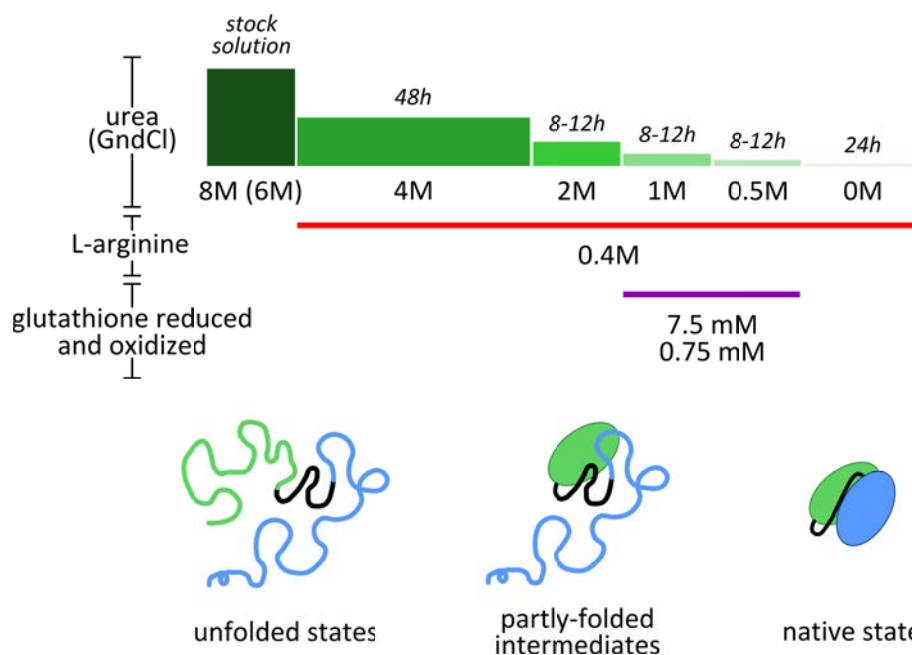 stock
solution
48h
8-12h
8-12h
8-12h
24h
urea
(GndCl)
8M (6M)
4M
2M
1M
0.5M
0M
L-arginine
0.4M
glutathione reduced
and oxidized
7.5 mM
0.75 mM
unfolded states
partly-folded
intermediates
native state